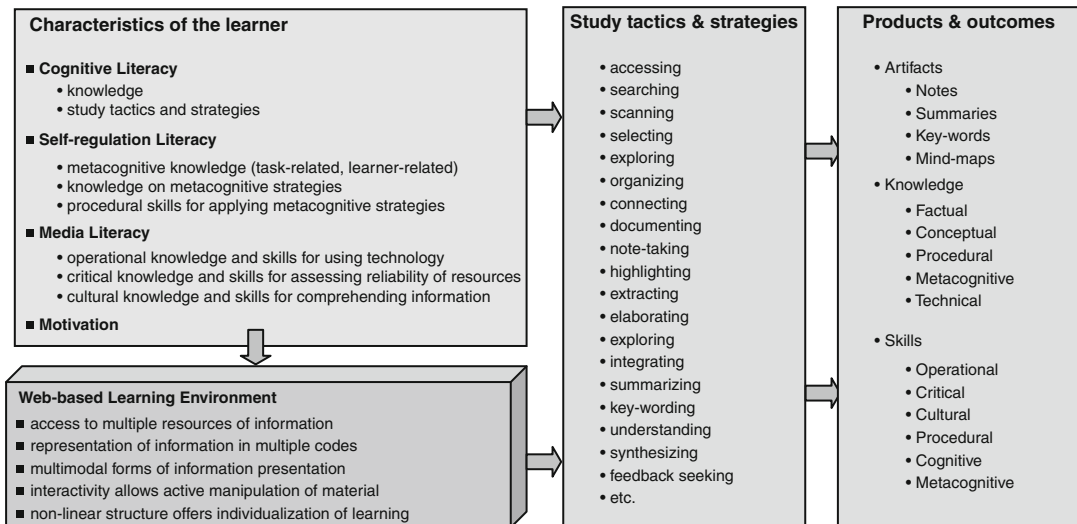 Characteristics of the learner
■ Cognitive Literacy
• knowledge
• study tactics and strategies
■ Self-regulation Literacy
• metacognitive knowledge (task-related, learner-related)
• knowledge on metacognitive strategies
• procedural skills for applying metacognitive strategies
■ Media Literacy
• operational knowledge and skills for using technology
• critical knowledge and skills for assessing reliability of resources
• cultural knowledge and skills for comprehending information
■ Motivation
Web-based Learning Environment
■ access to multiple resources of information
■ representation of information in multiple codes
■ multimodal forms of information presentation
■ interactivity allows active manipulation of material
■ non-linear structure offers individualization of learning
Study tactics & strategies
• accessing
• searching
• scanning
• selecting
• exploring
• organizing
• connecting
• documenting
• note-taking
• highlighting
• extracting
• elaborating
• exploring
• integrating
• summarizing
• key-wording
• understanding
• synthesizing
• feedback seeking
• etc.
Products & outcomes
• Artifacts
• Notes
• Summaries
• Key-words
• Mind-maps
• Knowledge
• Factual
• Conceptual
• Procedural
• Metacognitive
• Technical
• Skills
• Operational
• Critical
• Cultural
• Procedural
• Cognitive
• Metacognitive